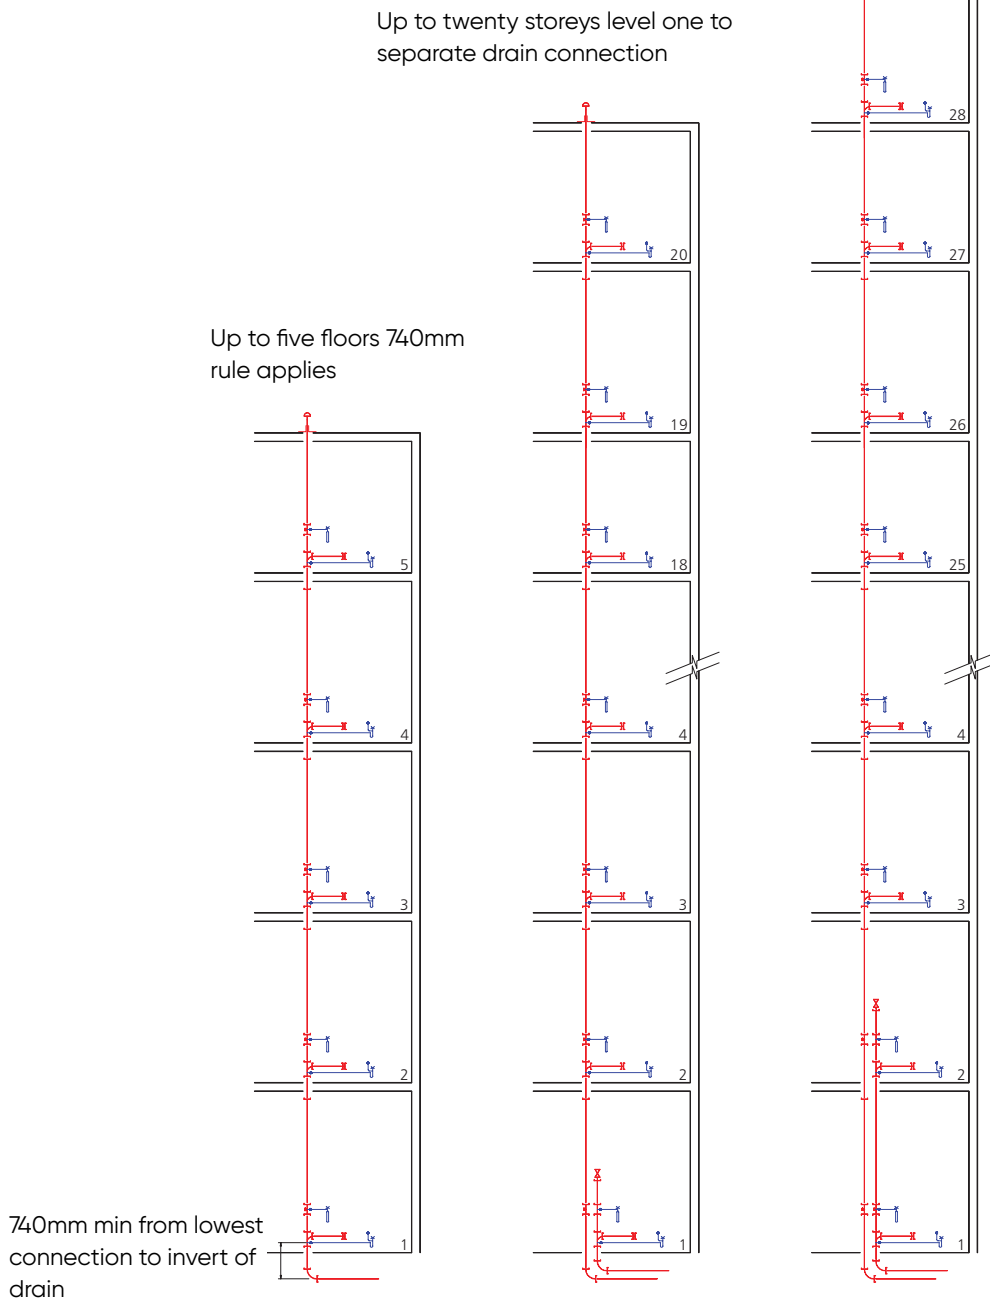 Up to twenty storeys level one to
separate drain connection
Up to five floors 740mm
rule applies
740mm min from lowest
connection to invert of
drain
5
4
3
2
1
20
19
18
4
3
2
1
28
27
26
25
4
3
2
1